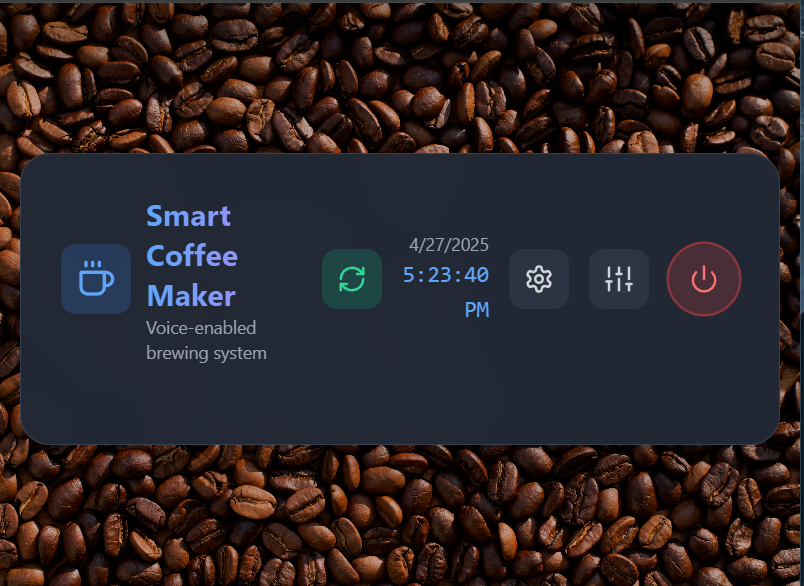 Smart
Coffee
Maker
Voice-enabled
brewing system
4/27/2025
5:23:40
PM